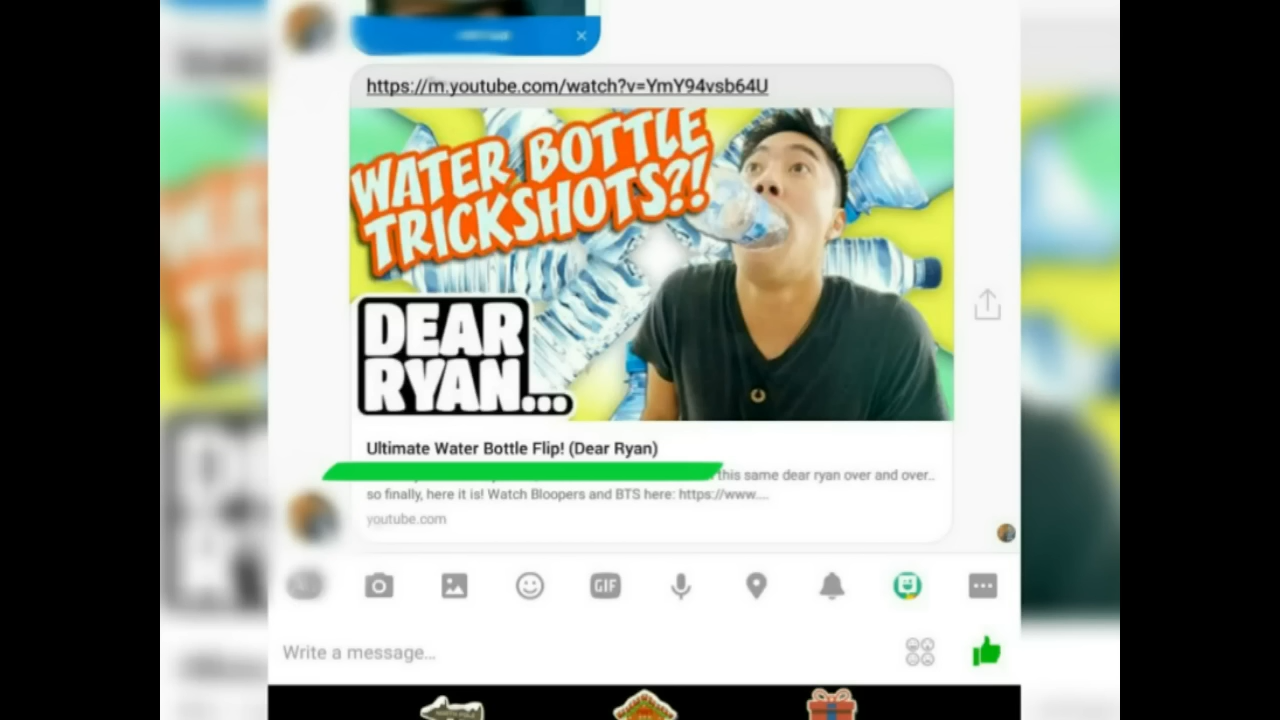 https://m.youtube.com/watch?v=YmY94vsb64U
WATER BOTTLE
TRICKSHOTS?!
DEAR
RYAN...
Ultimate Water Bottle Flip! (Dear Ryan)
this same dear ryan over and over..
so finally, here it is! Watch Bloopers and BTS here: https://www....
youtube.com
GIF
Write a message...